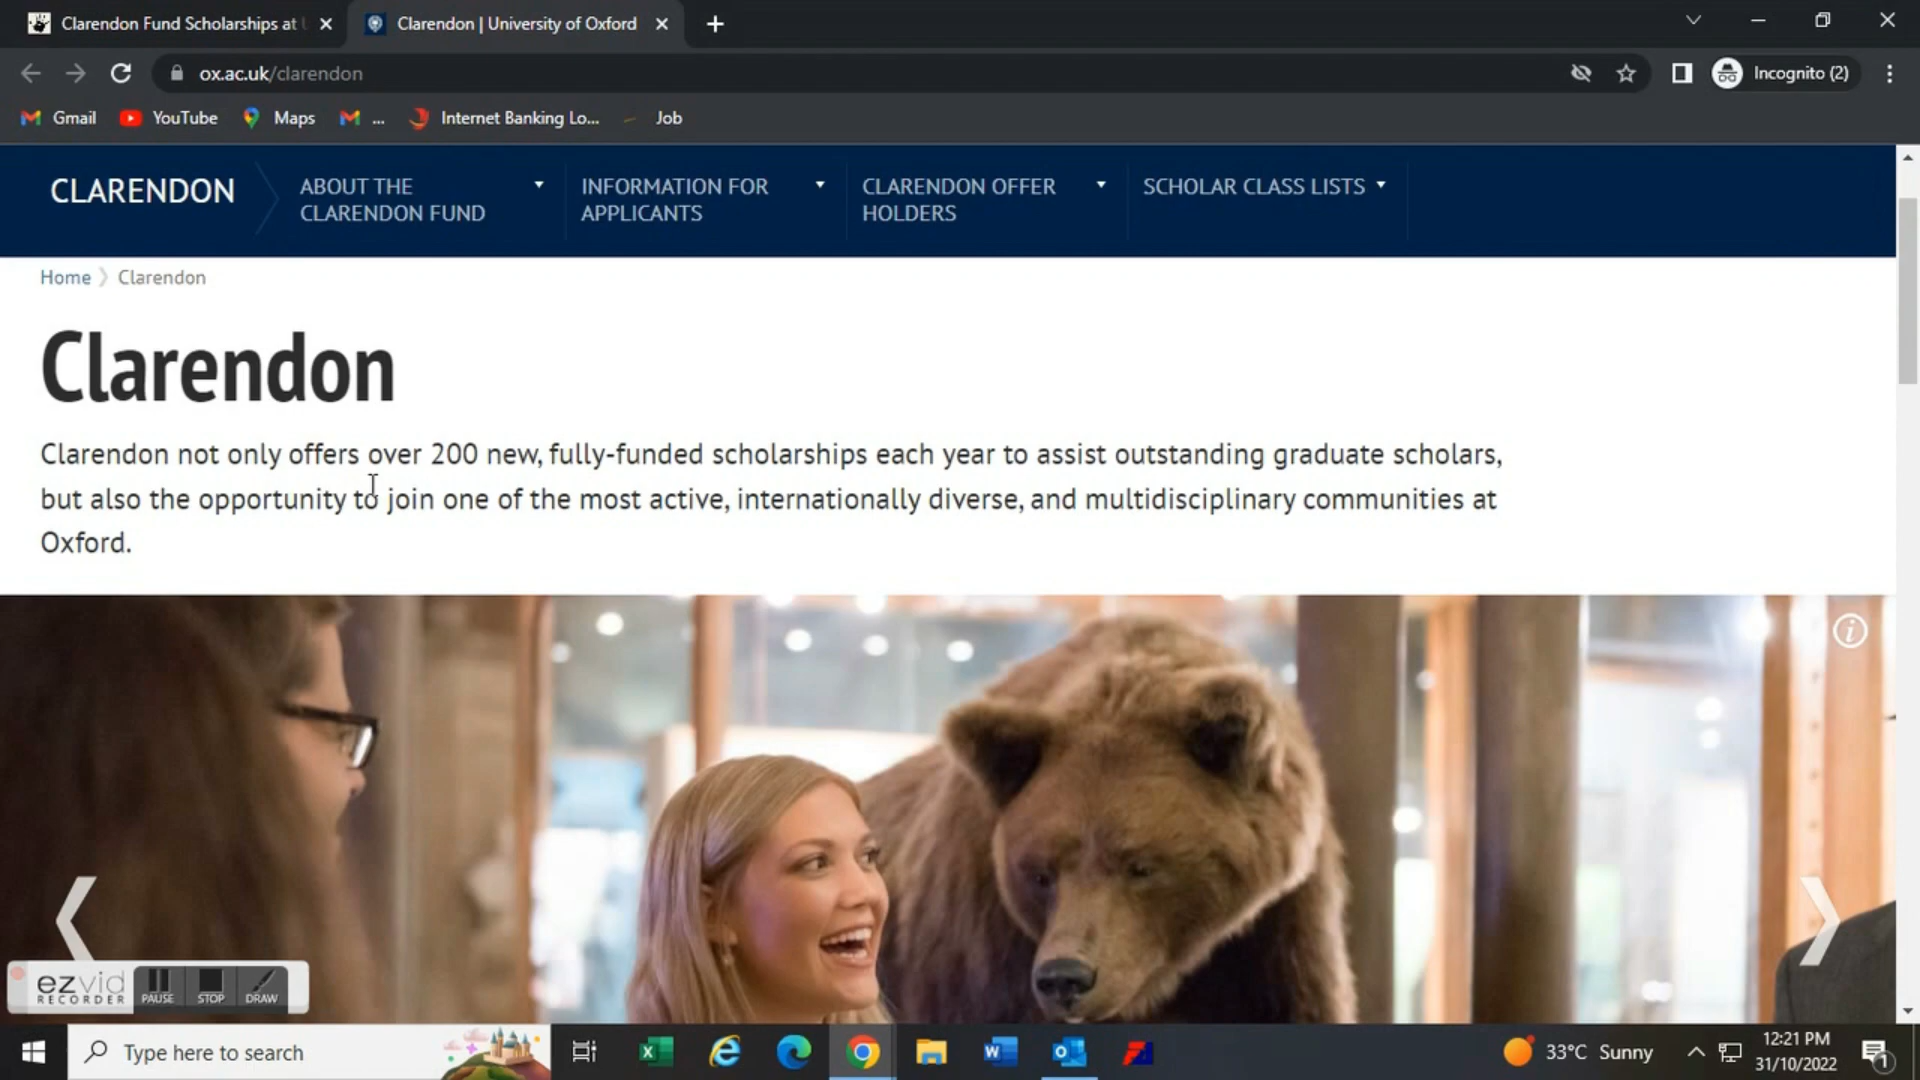 Clarendon Fund Scholarships at U
Clarendon | University of Oxford
ox.ac.uk/clarendon
Incognito (2)
Gmail
YouTube
Maps
...
Internet Banking Lo...
Job
CLARENDON
ABOUT THE
CLARENDON FUND
INFORMATION FOR
APPLICANTS
CLARENDON OFFER
HOLDERS
SCHOLAR CLASS LISTS
Home
Clarendon
Clarendon
Clarendon not only offers over 200 new, fully-funded scholarships each year to assist outstanding graduate scholars,
but also the opportunity to join one of the most active, internationally diverse, and multidisciplinary communities at
Oxford.
ezvid
RECORDER
PAUSE
STOP
DRAW
Type here to search
33°C Sunny
12:21 PM
31/10/2022
1